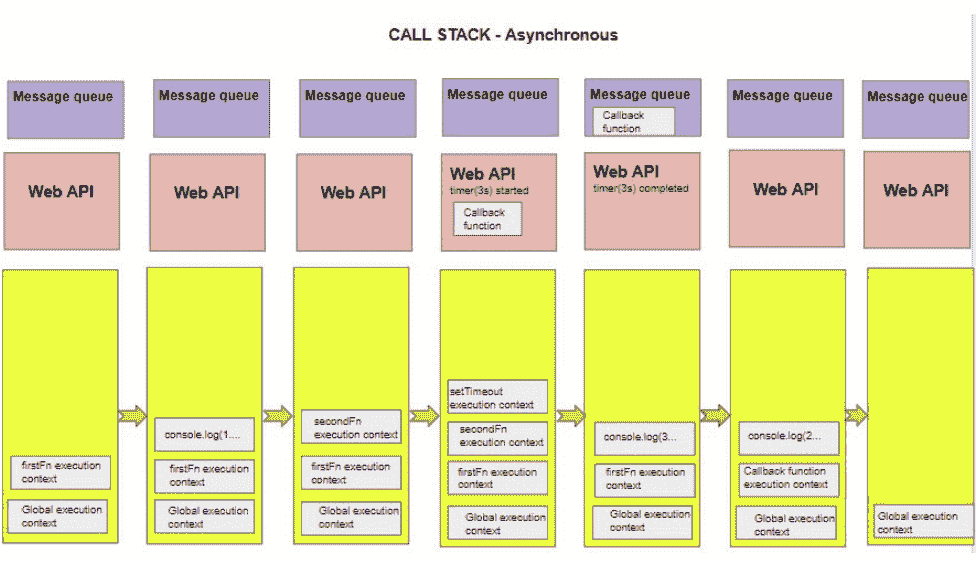 CALL STACK - Asynchronous
Message queue
Message queue
Message queue
Message queue
Message queue
Callback
function
Message queue
Message queue
Web API
Web API
Web API
Web API
timer(3s) started
Callback
function
Web API
timer(3s) completed
Web API
Web API
firstFn execution
context
Global execution
context
console.log(1....
firstFn execution
context
Global execution
context
secondFn
execution context
firstFn execution
context
Global execution
context
setTimeout
execution context
secondFn
execution context
firstFn execution
context
Global execution
context
console.log(3...
firstFn execution
context
Global execution
context
console.log(2...
Callback function
execution context
Global execution
context
Global execution
context